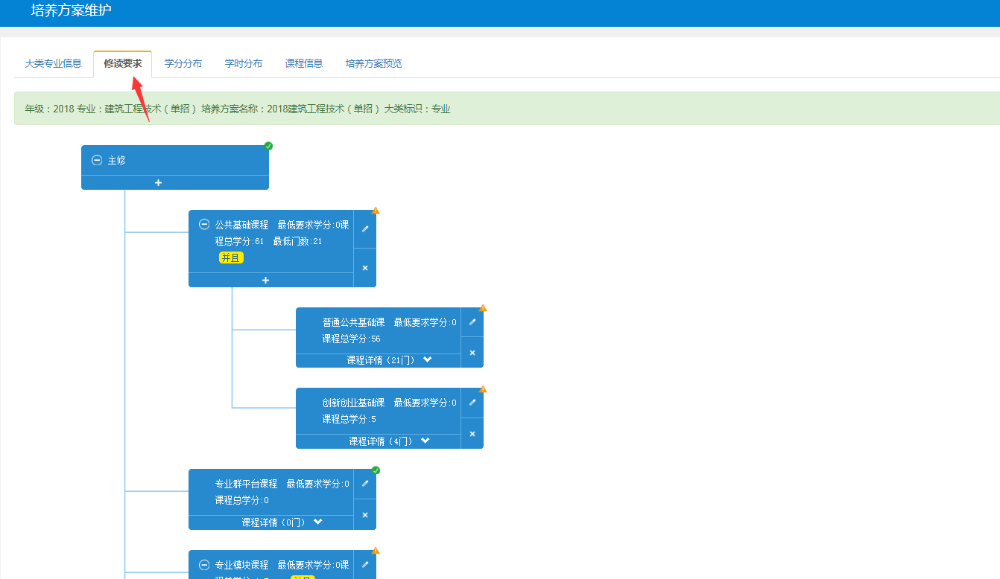 培养方案维护
大类专业信息 修读要求 学分分布 学时分布 课程信息 培养方案预览
年级：2018 专业：建筑工程技术（单招） 培养方案名称：2018建筑工程技术（单招） 大类标识：专业
主修
公共基础课程 最低要求学分:0课
程总学分:61 最低门数:21
并且
普通公共基础课 最低要求学分:0
课程总学分:56
课程详情（21门）
创新创业基础课 最低要求学分:0
课程总学分:5
课程详情（4门）
专业群平台课程 最低要求学分:0
课程总学分:0
课程详情（0门）
专业模块课程 最低要求学分:0课